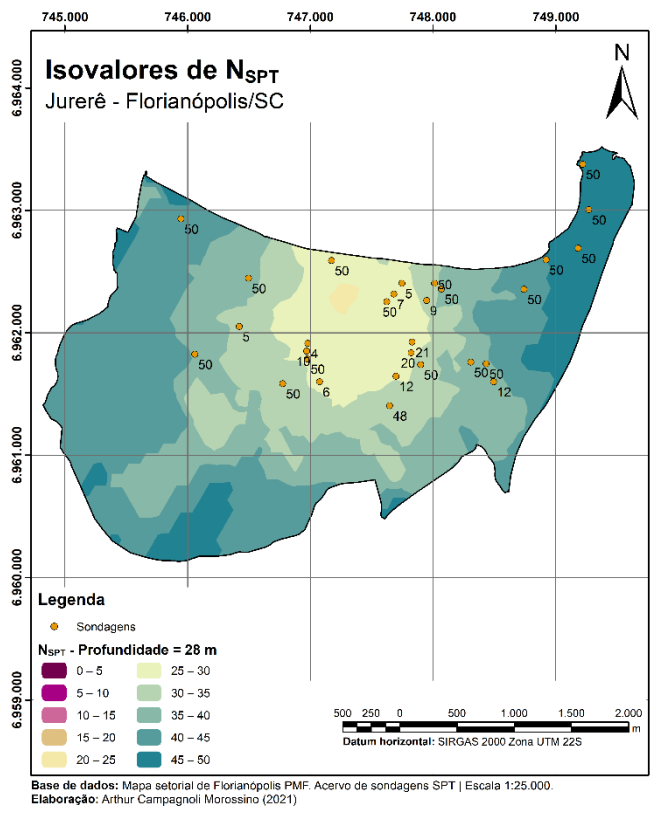 745.000 746.000 747.000 748.000 749.000
6.964.000
6.963.000
6.962.000
6.961.000
6.960.000
6.959.000
Isovalores de NSPT
Jurerê - Florianópolis/SC
N
50
50
50
50
50
50
50
50
5
50
50
7
50
9
5
4
21
50
10
20
50
50
50
50
50
6
12
12
48
Legenda
Sondagens
NSPT - Profundidade = 28 m
0 – 5
5 – 10
10 – 15
15 – 20
20 – 25
25 – 30
30 – 35
35 – 40
40 – 45
45 – 50
500 250 0 500 1.000 1.500 2.000
m
Datum horizontal: SIRGAS 2000 Zona UTM 22S
Base de dados: Mapa setorial de Florianópolis PMF. Acervo de sondagens SPT | Escala 1:25.000.
Elaboração: Arthur Campagnoli Morossino (2021)